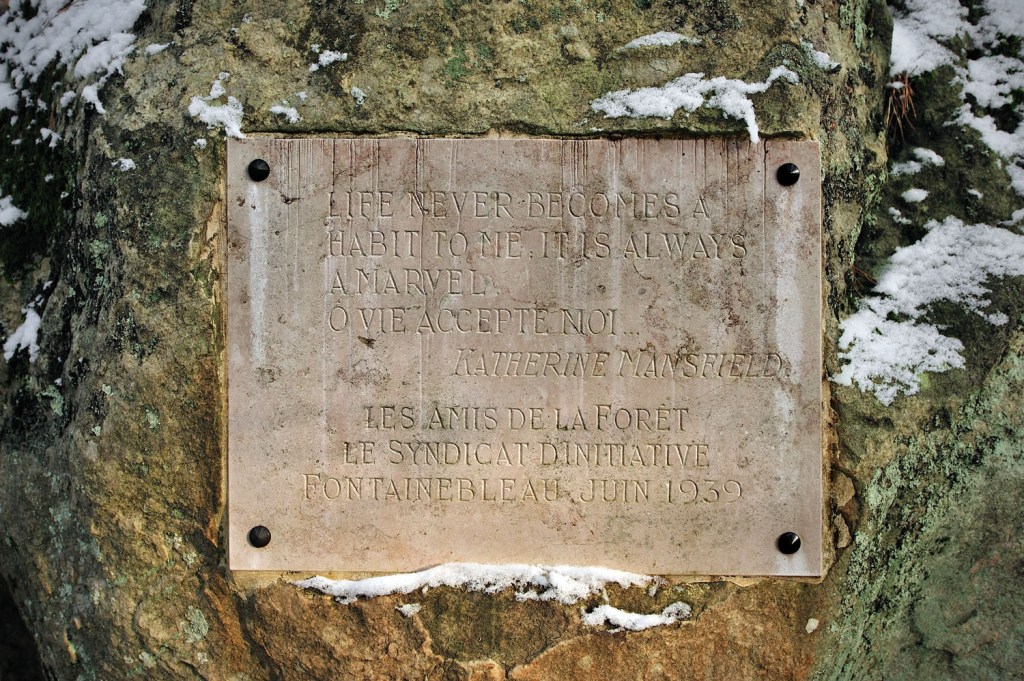 LIFE NEVER BECOMES A
HABIT TO ME, IT IS ALWAYS
A MARVEL.
Ô VIE ACCEPTE NOI...
KATHERINE MANSFIELD.
LES AMIS DE LA FORÊT
LE SYNDICAT D'INITIATIVE
FONTAINEBLEAU JUIN 1939